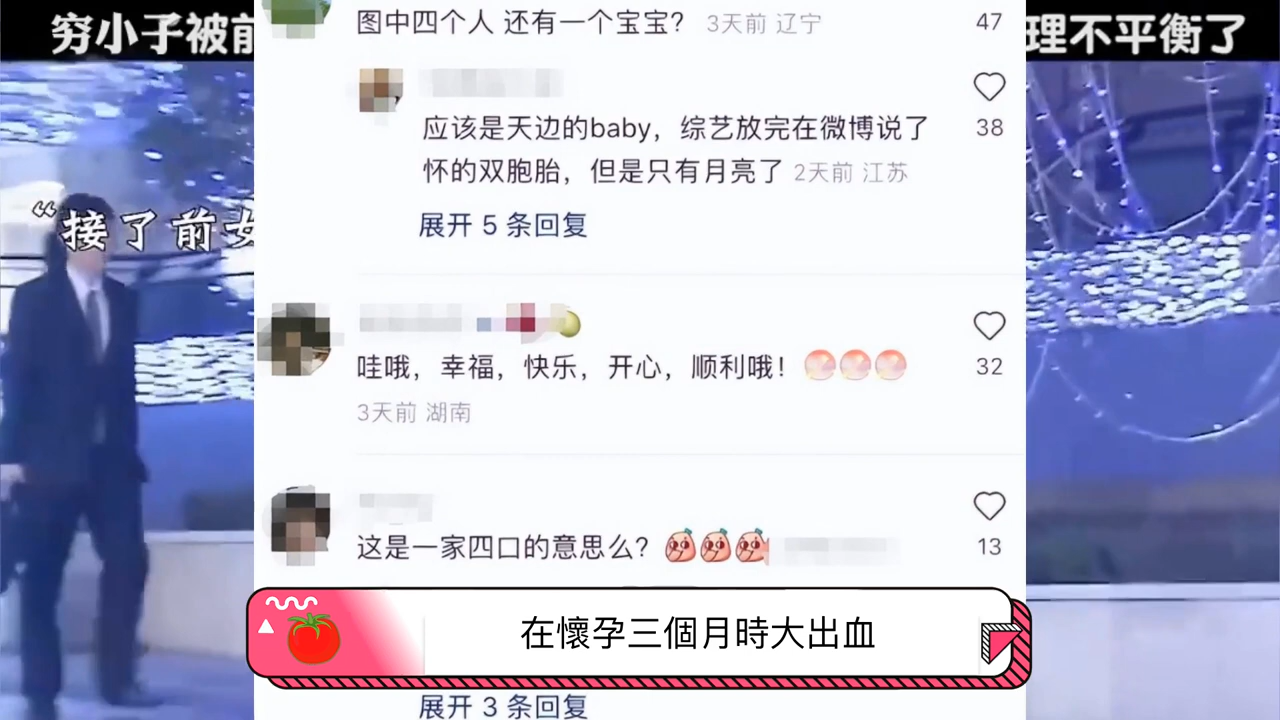 穷小子被前
理不平衡了
“接了前女
图中四个人 还有一个宝宝? 3天前 辽宁
47
应该是天边的baby，综艺放完在微博说了
怀的双胞胎，但是只有月亮了 2天前 江苏
38
展开 5 条回复
哇哦，幸福，快乐，开心，顺利哦！
32
3天前 湖南
这是一家四口的意思么?
13
在懷孕三個月時大出血
展开 3 条回复